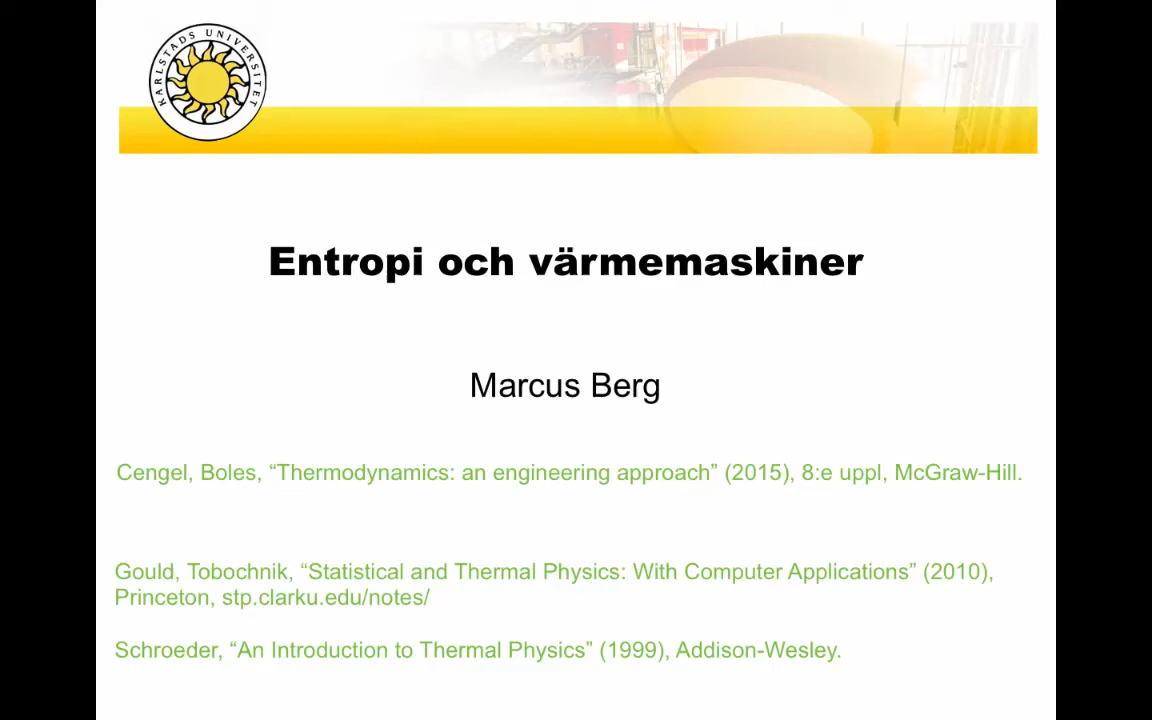 KARLSTADS UNIVERSITET
Entropi och värmemaskiner
Marcus Berg
Cengel, Boles, “Thermodynamics: an engineering approach” (2015), 8:e uppl, McGraw-Hill.
Gould, Tobochnik, “Statistical and Thermal Physics: With Computer Applications” (2010),
Princeton, stp.clarku.edu/notes/
Schroeder, “An Introduction to Thermal Physics” (1999), Addison-Wesley.